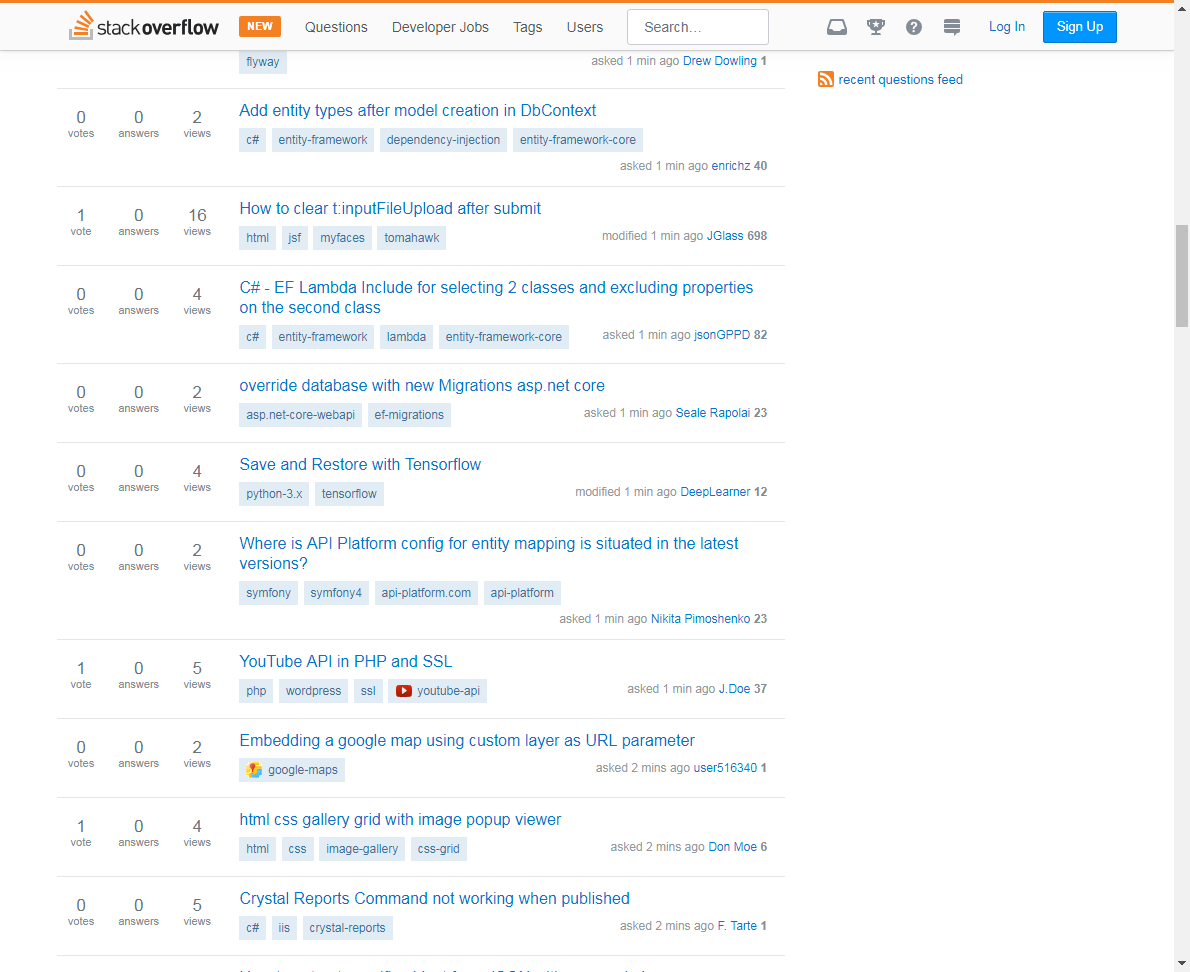 stackoverflow NEW Questions Developer Jobs Tags Users Search... Log In Sign Up
flyway asked 1 min ago Drew Dowling 1
recent questions feed
0 votes 0 answers 2 views
Add entity types after model creation in DbContext
c# entity-framework dependency-injection entity-framework-core
asked 1 min ago enrichz 40
1 vote 0 answers 16 views
How to clear t:inputFileUpload after submit
html jsf myfaces tomahawk
modified 1 min ago JGlass 698
0 votes 0 answers 4 views
C# - EF Lambda Include for selecting 2 classes and excluding properties
on the second class
c# entity-framework lambda entity-framework-core
asked 1 min ago jsonGPPD 82
0 votes 0 answers 2 views
override database with new Migrations asp.net core
asp.net-core-webapi ef-migrations
asked 1 min ago Seale Rapolai 23
0 votes 0 answers 4 views
Save and Restore with Tensorflow
python-3.x tensorflow
modified 1 min ago DeepLearner 12
0 votes 0 answers 2 views
Where is API Platform config for entity mapping is situated in the latest
versions?
symfony symfony4 api-platform.com api-platform
asked 1 min ago Nikita Pimoshenko 23
1 vote 0 answers 5 views
YouTube API in PHP and SSL
php wordpress ssl youtube-api
asked 1 min ago J.Doe 37
0 votes 0 answers 2 views
Embedding a google map using custom layer as URL parameter
google-maps
asked 2 mins ago user516340 1
1 vote 0 answers 4 views
html css gallery grid with image popup viewer
html css image-gallery css-grid
asked 2 mins ago Don Moe 6
0 votes 0 answers 5 views
Crystal Reports Command not working when published
c# iis crystal-reports
asked 2 mins ago F. Tarte 1